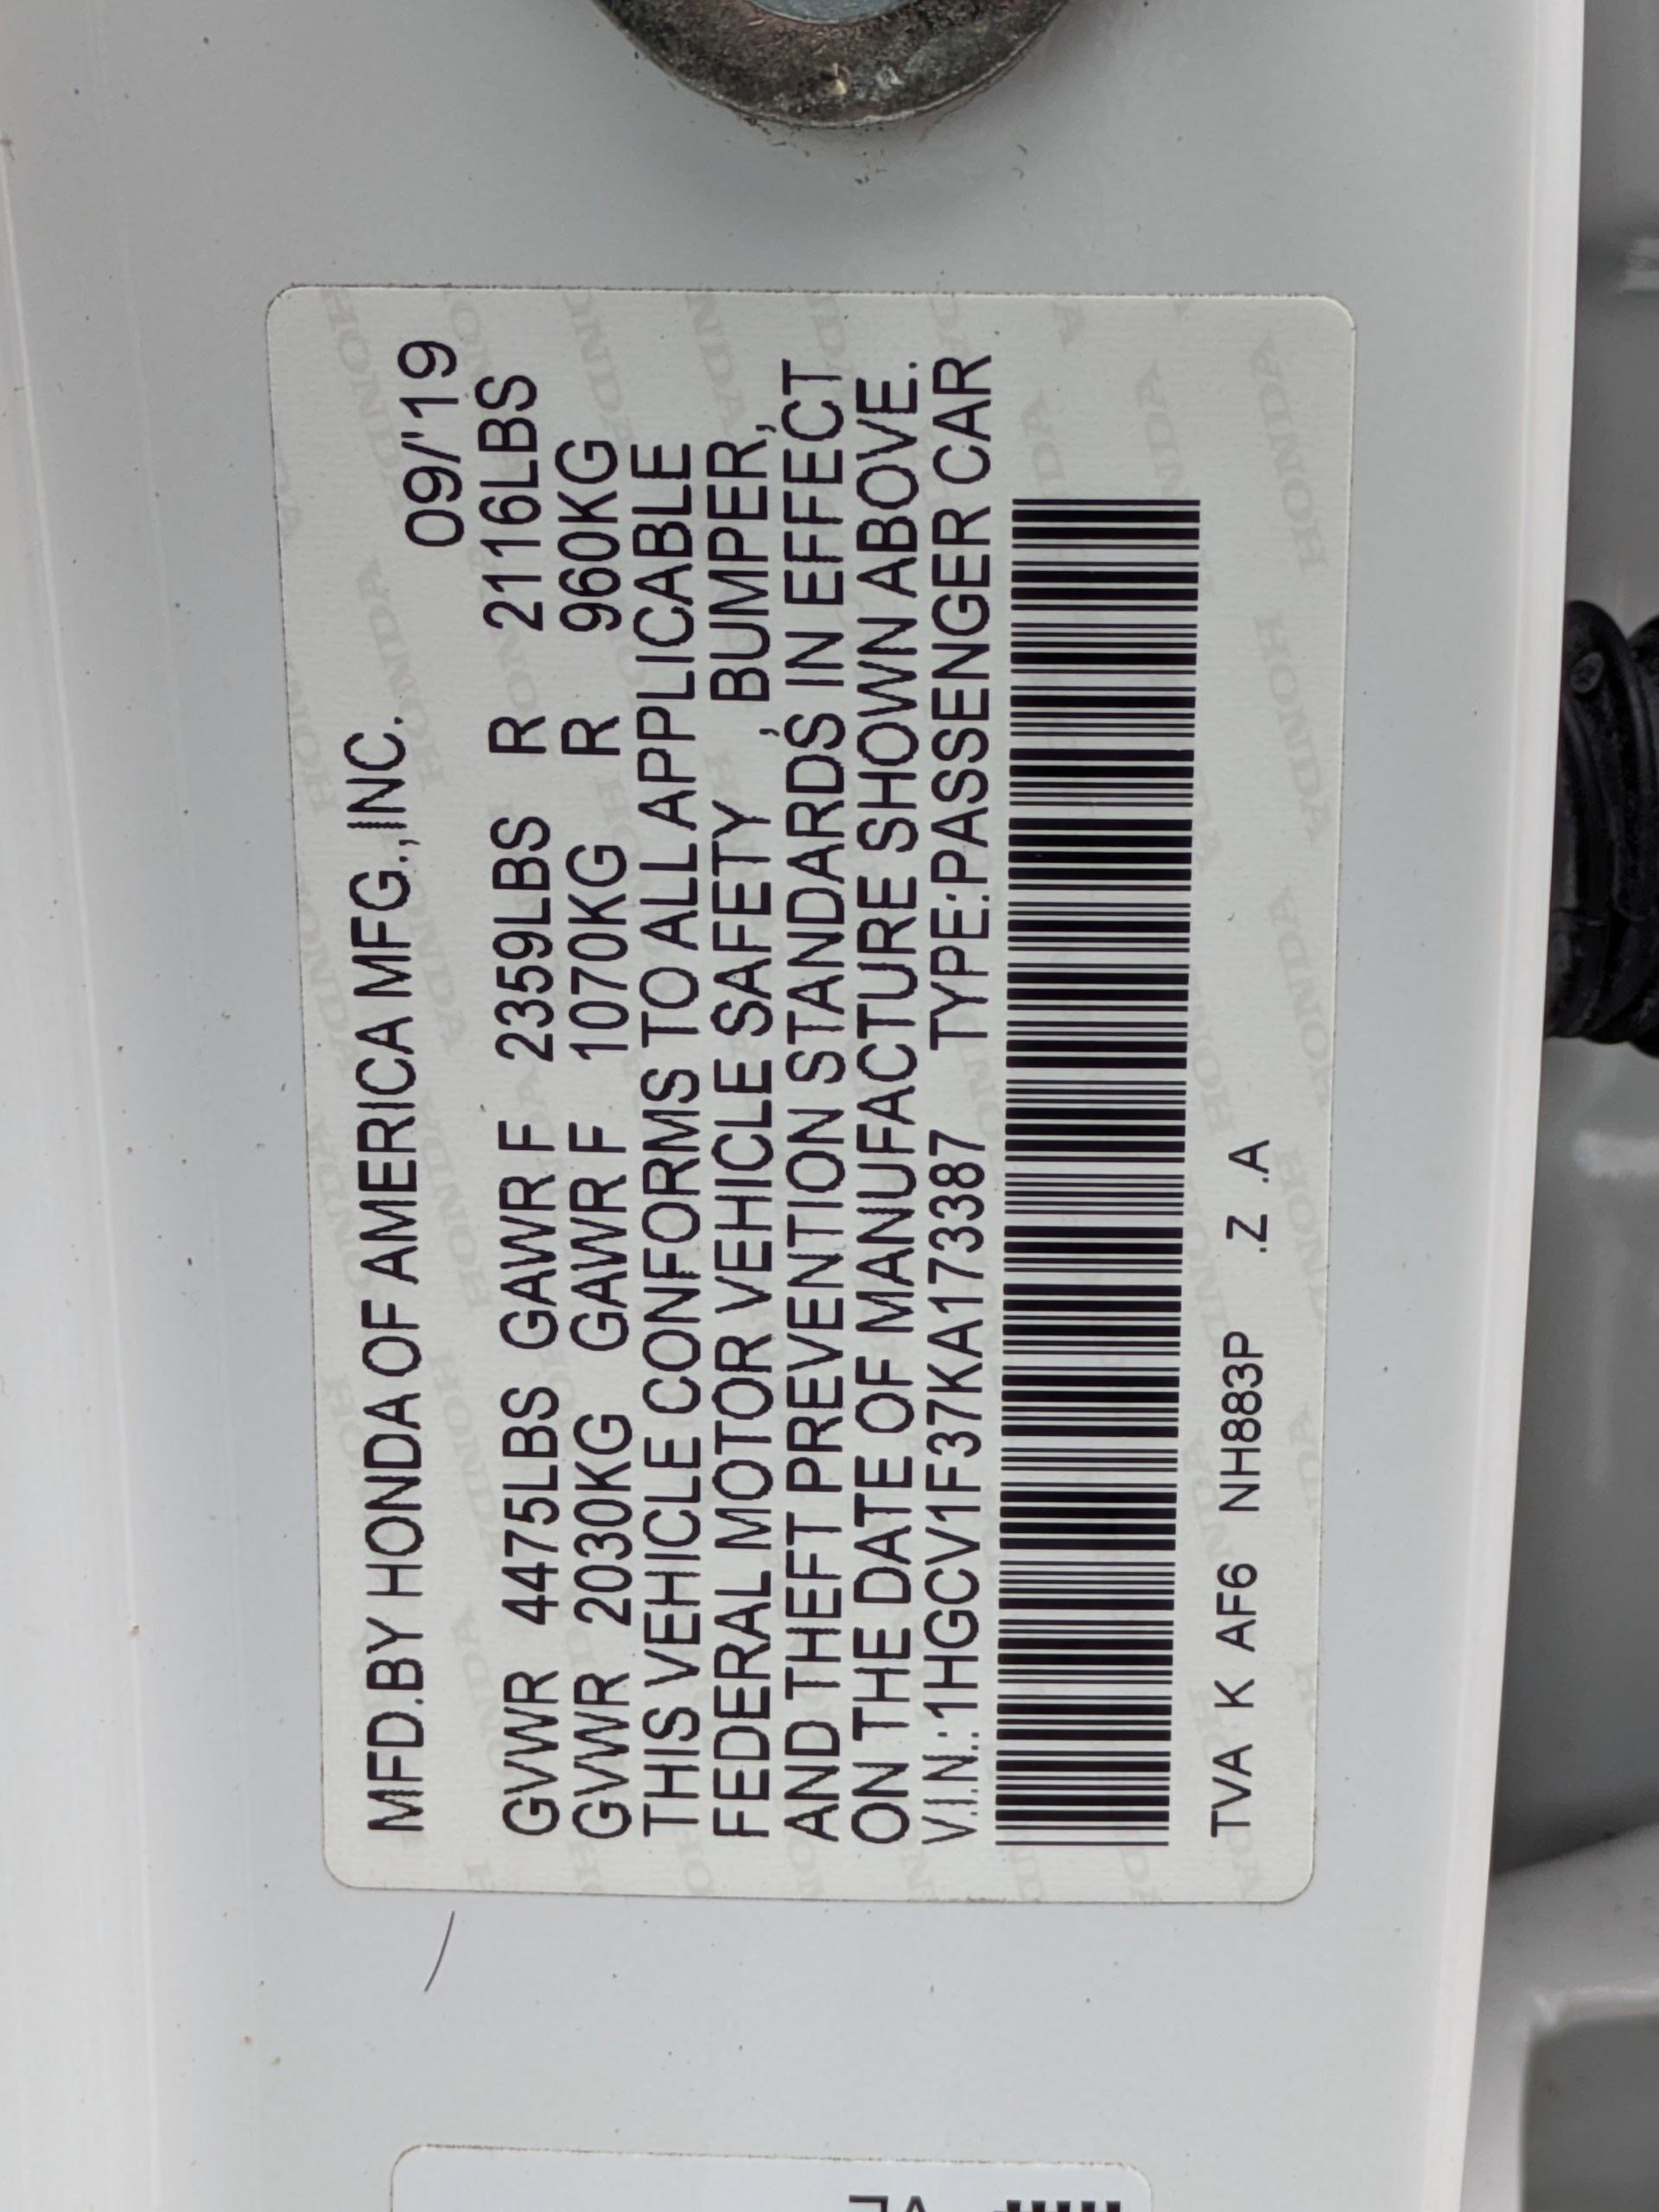 MFD.BY HONDA OF AMERICA MFG.,INC.
09/'19
GVWR 4475LBS GAWR F 2359LBS R 2116LBS
GVWR 2030KG GAWR F 1070KG R 960KG
THIS VEHICLE CONFORMS TO ALL APPLICABLE
FEDERAL MOTOR VEHICLE SAFETY , BUMPER,
AND THEFT PREVENTION STANDARDS IN EFFECT
ON THE DATE OF MANUFACTURE SHOWN ABOVE.
V.I.N.:1HGCV1F37KA173387 TYPE:PASSENGER CAR
TVA K AF6 NH883P .Z .A